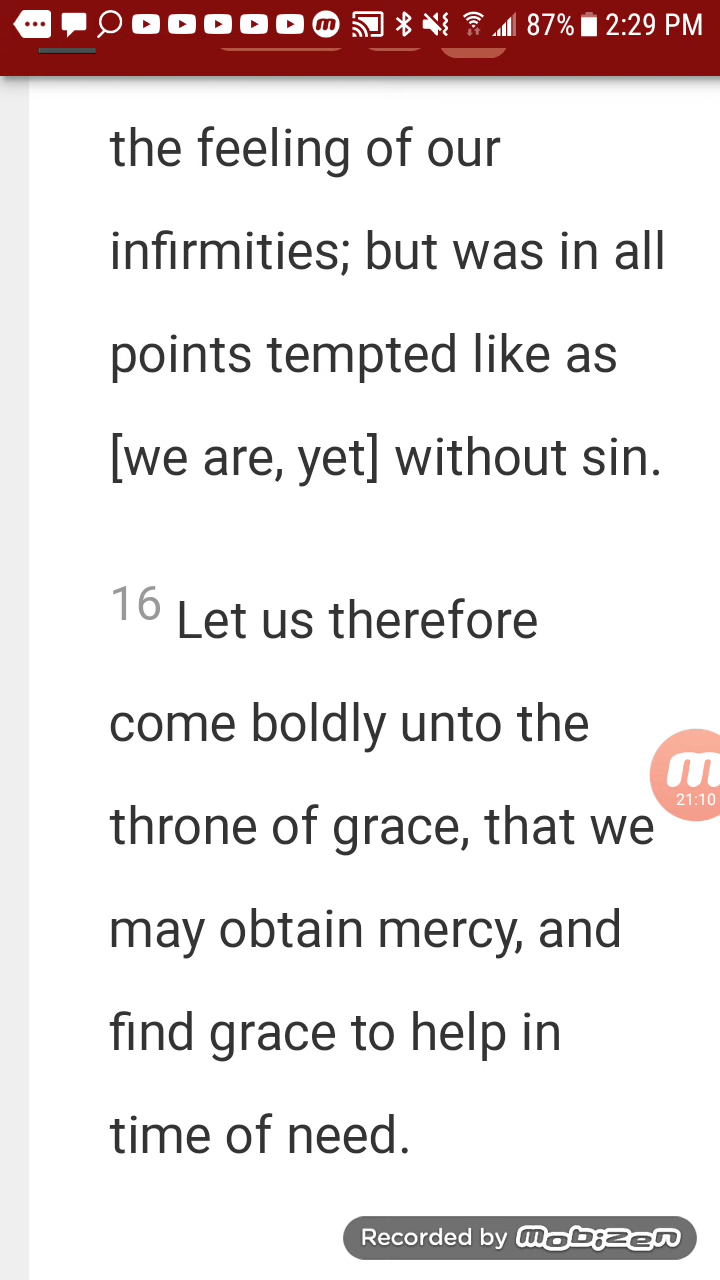 87% 2:29 PM
the feeling of our
infirmities; but was in all
points tempted like as
[we are, yet] without sin.
16 Let us therefore
come boldly unto the
throne of grace, that we
m
21:10
may obtain mercy, and
find grace to help in
time of need.
Recorded by mobizen